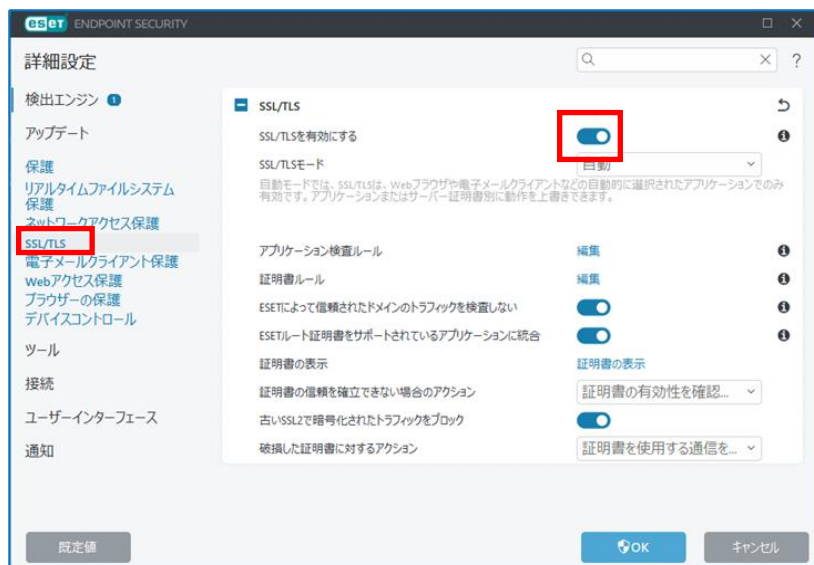 eset ENDPOINT SECURITY
詳細設定
検出エンジン 1
アップデート
保護
リアルタイムファイルシステム
保護
ネットワークアクセス保護
SSL/TLS
電子メールクライアント保護
Webアクセス保護
ブラウザーの保護
デバイスコントロール
ツール
接続
ユーザーインターフェース
通知
SSL/TLS
SSL/TLSを有効にする
SSL/TLSモード 自動
自動モードでは、SSL/TLSは、Webブラウザや電子メールクライアントなどの自動的に選択されたアプリケーションでのみ
有効です。アプリケーションまたはサーバー証明書別に動作を上書きできます。
アプリケーション検査ルール 編集
証明書ルール 編集
ESETによって信頼されたドメインのトラフィックを検査しない
ESETルート証明書をサポートされているアプリケーションに統合
証明書の表示 証明書の表示
証明書の信頼を確立できない場合のアクション 証明書の有効性を確認...
古いSSL2で暗号化されたトラフィックをブロック
破損した証明書に対するアクション 証明書を使用する通信を...
既定値 OK キャンセル